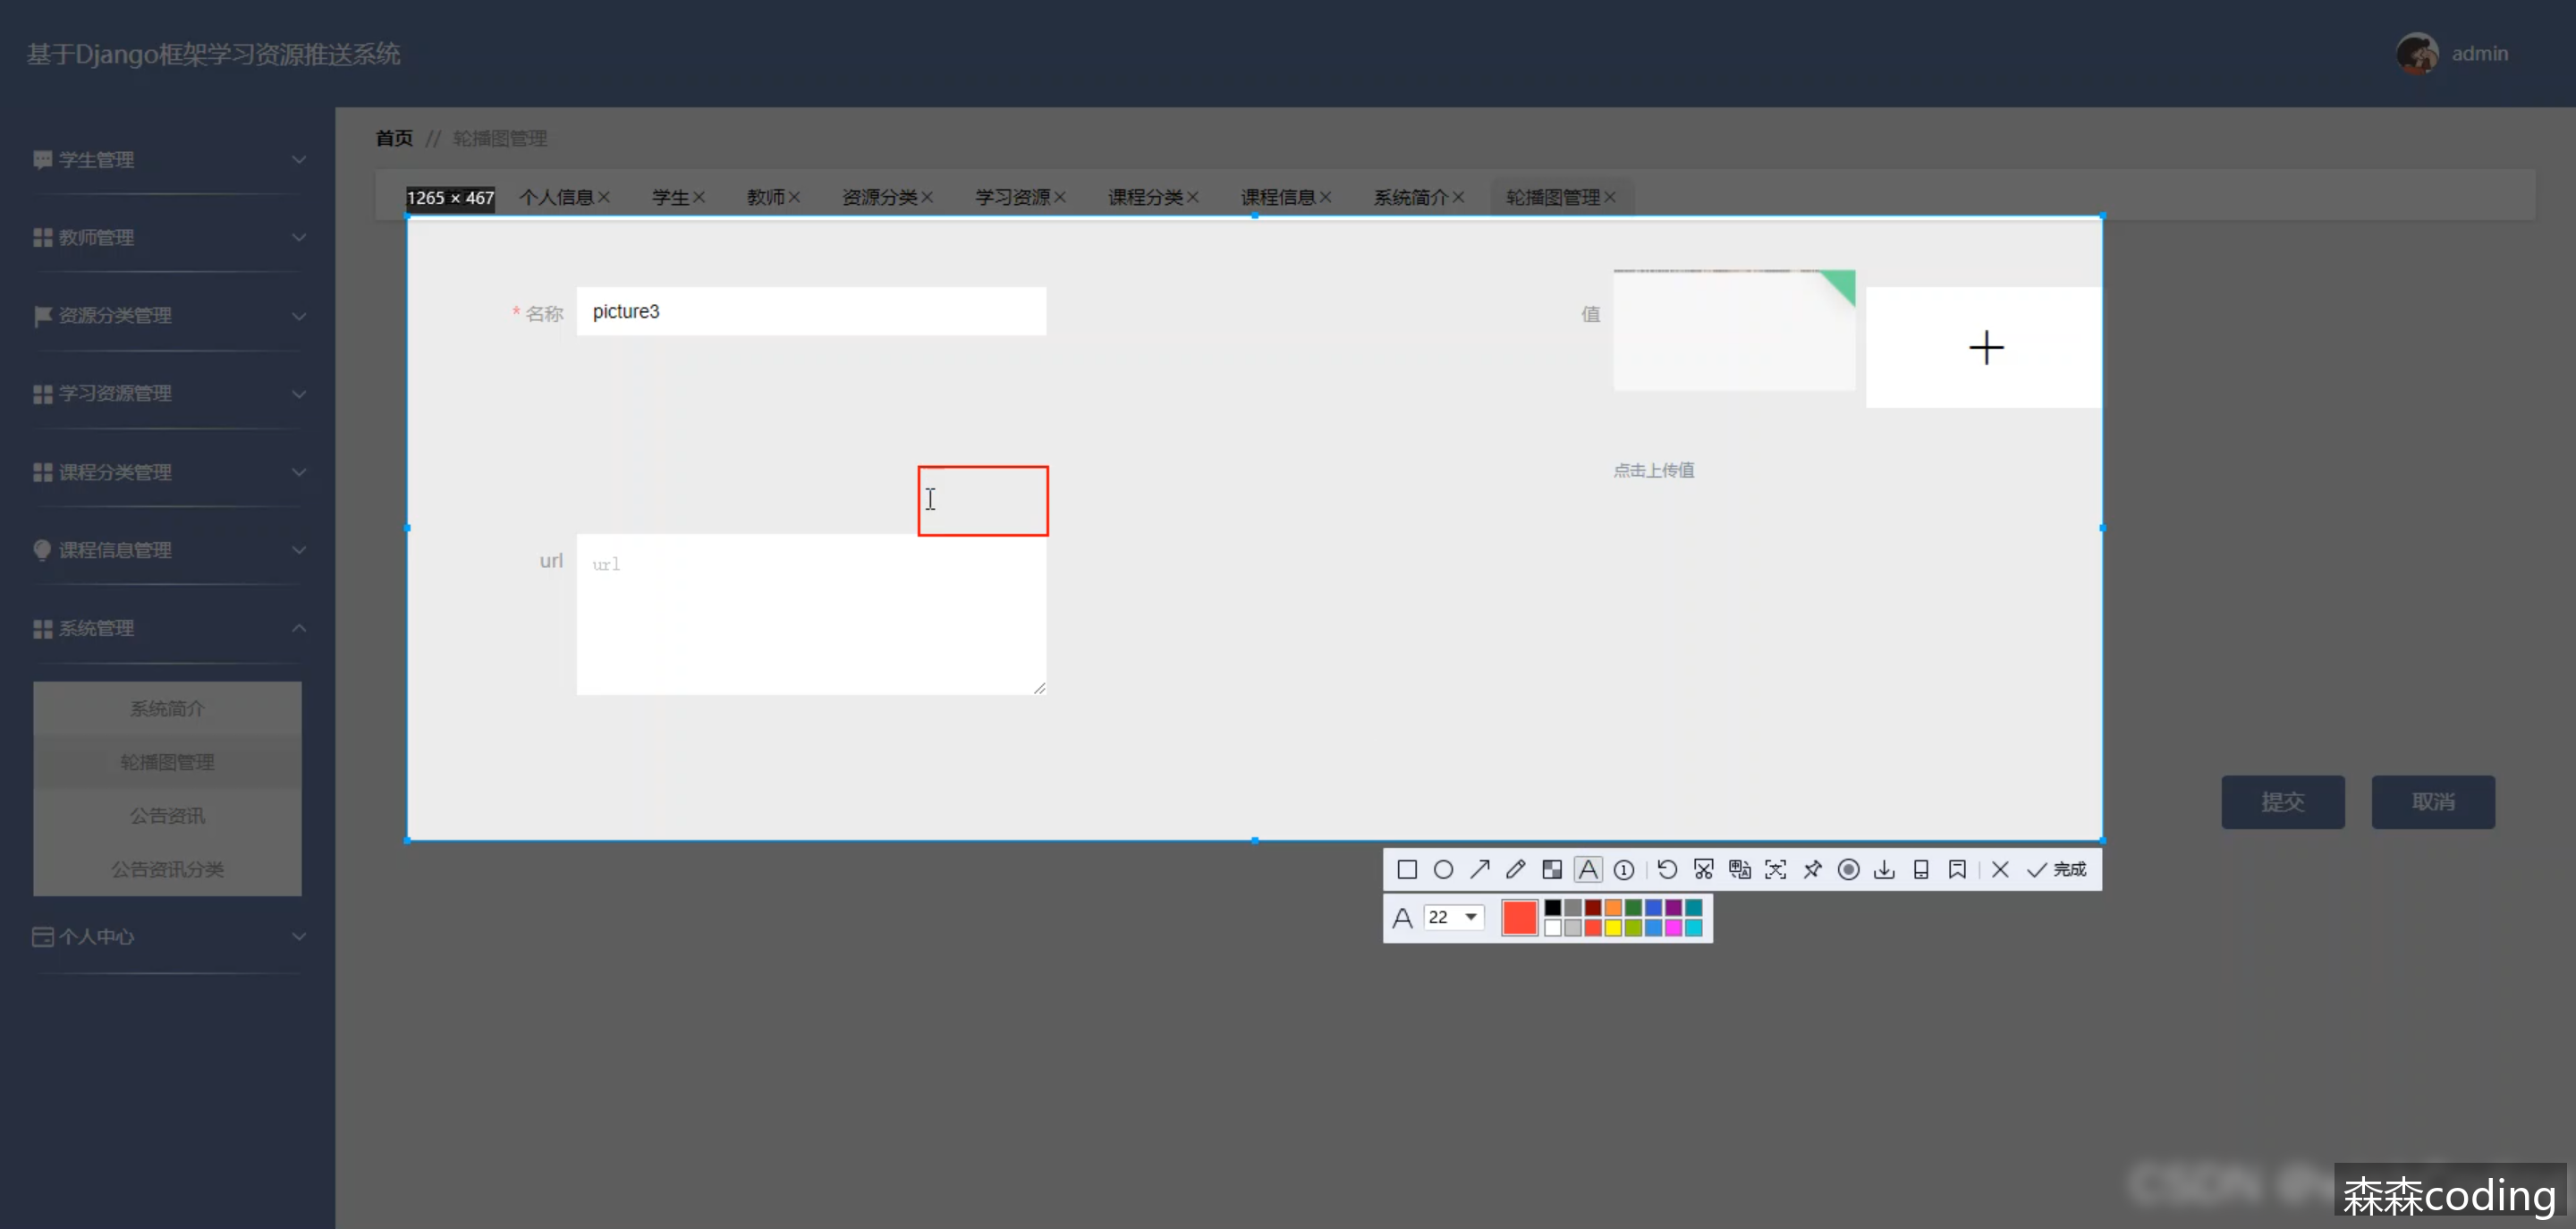 基于Django框架学习资源推送系统
admin
首页 // 轮播图管理
1265 × 467 个人信息 学生 教师 资源分类 学习资源 课程分类 课程信息 系统简介 轮播图管理
学生管理
教师管理
资源分类管理
学习资源管理
课程分类管理
课程信息管理
系统管理
系统简介
轮播图管理
公告资讯
公告资讯分类
个人中心
* 名称 picture3
值
点击上传值
url url
提交 取消
完成
A 22
CSDN
森森coding